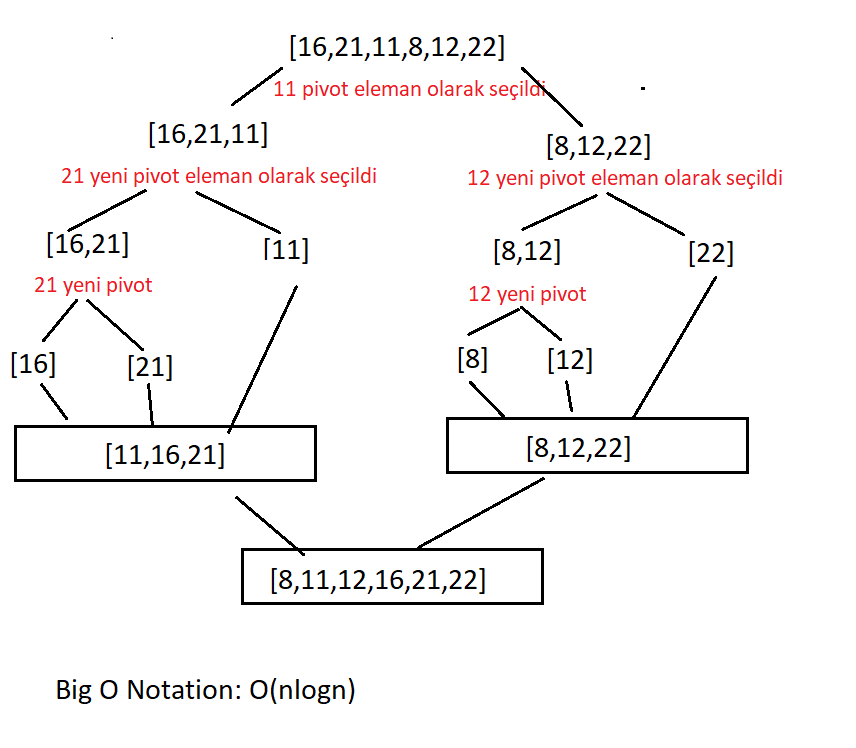 [16,21,11,8,12,22]
11 pivot eleman olarak seçildi
[16,21,11]
[8,12,22]
21 yeni pivot eleman olarak seçildi
12 yeni pivot eleman olarak seçildi
[16,21]
[11]
[8,12]
[22]
21 yeni pivot
12 yeni pivot
[16]
[21]
[8]
[12]
[11,16,21]
[8,12,22]
[8,11,12,16,21,22]
Big O Notation: O(nlogn)